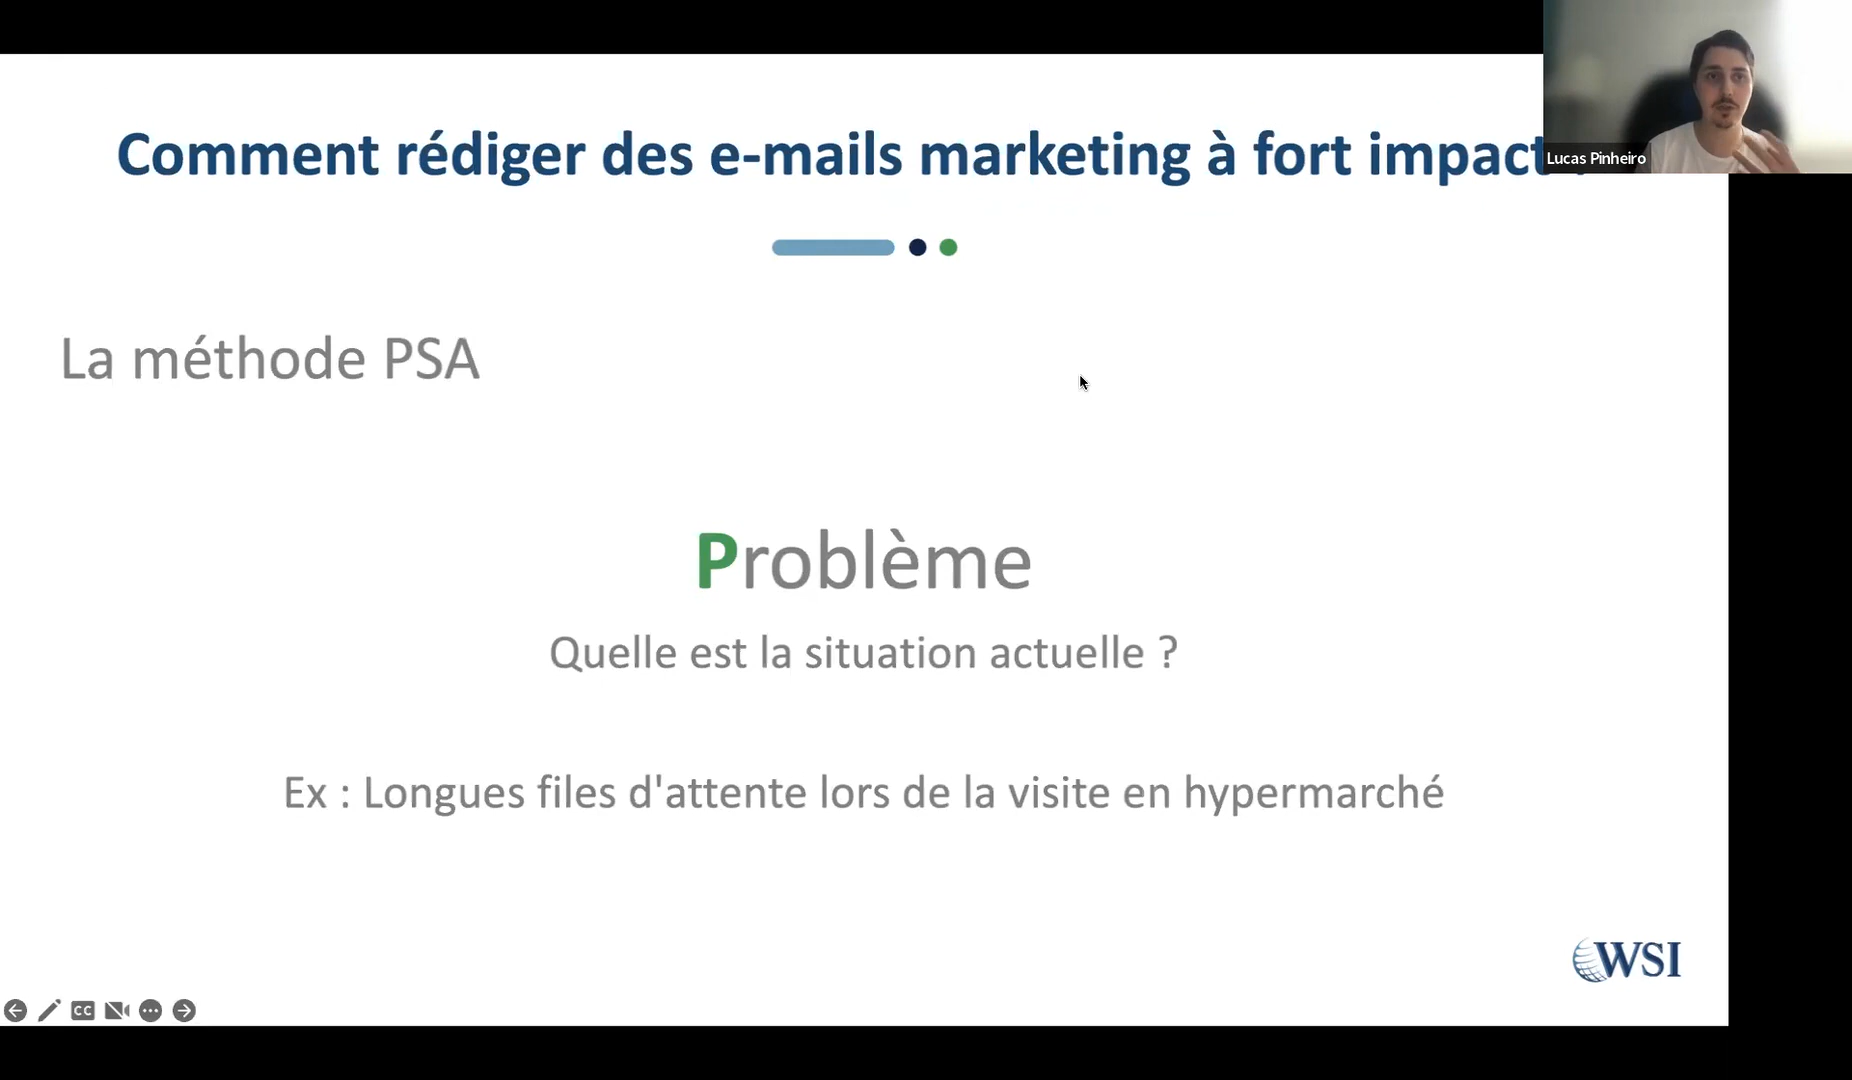 Comment rédiger des e-mails marketing à fort impact
Lucas Pinheiro
La méthode PSA
Problème
Quelle est la situation actuelle ?
Ex : Longues files d'attente lors de la visite en hypermarché
WSI
CC